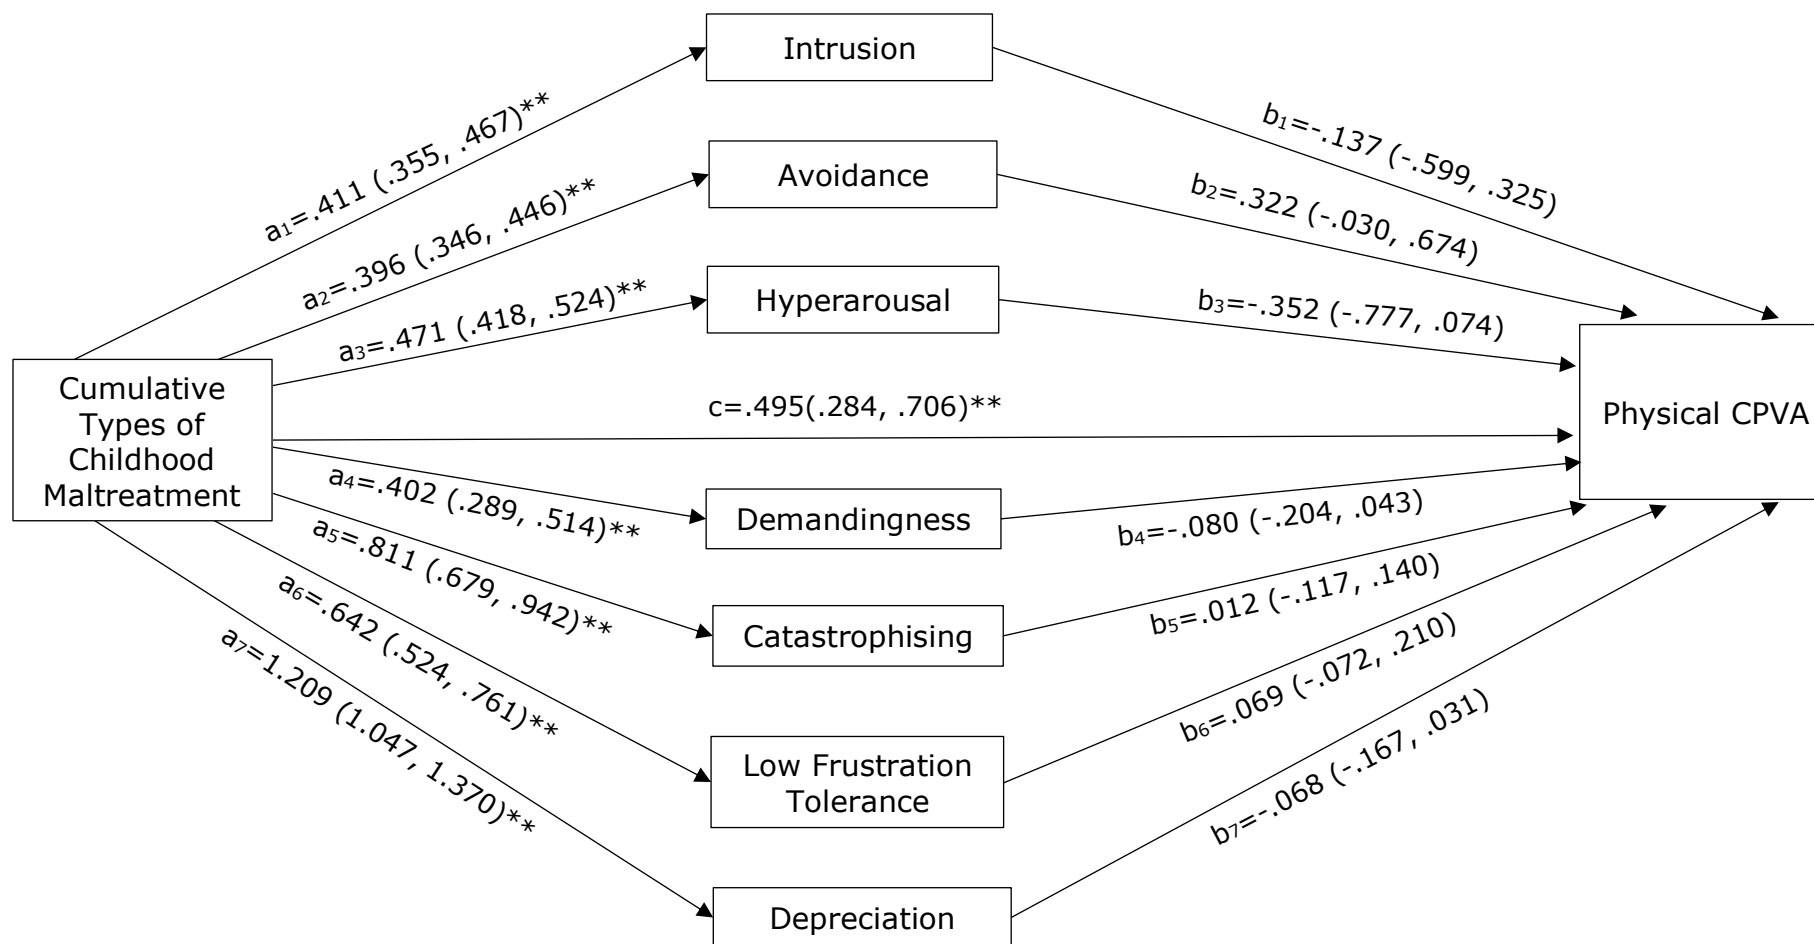 Intrusion
a₁=.411 (.355, .467)**
b₁=-.137 (-.599, .325)
Avoidance
a₂=.396 (.346, .446)**
b₂=.322 (-.030, .674)
Hyperarousal
a₃=.471 (.418, .524)**
b₃=-.352 (-.777, .074)
Cumulative
Types of
Childhood
Maltreatment
c=.495(.284, .706)**
Physical CPVA
a₄=.402 (.289, .514)**
Demandingness
b₄=-.080 (-.204, .043)
a₅=.811 (.679, .942)**
Catastrophising
b₅=.012 (-.117, .140)
a₆=.642 (.524, .761)**
Low Frustration
Tolerance
b₆=.069 (-.072, .210)
a₇=1.209 (1.047, 1.370)**
Depreciation
b₇=-.068 (-.167, .031)